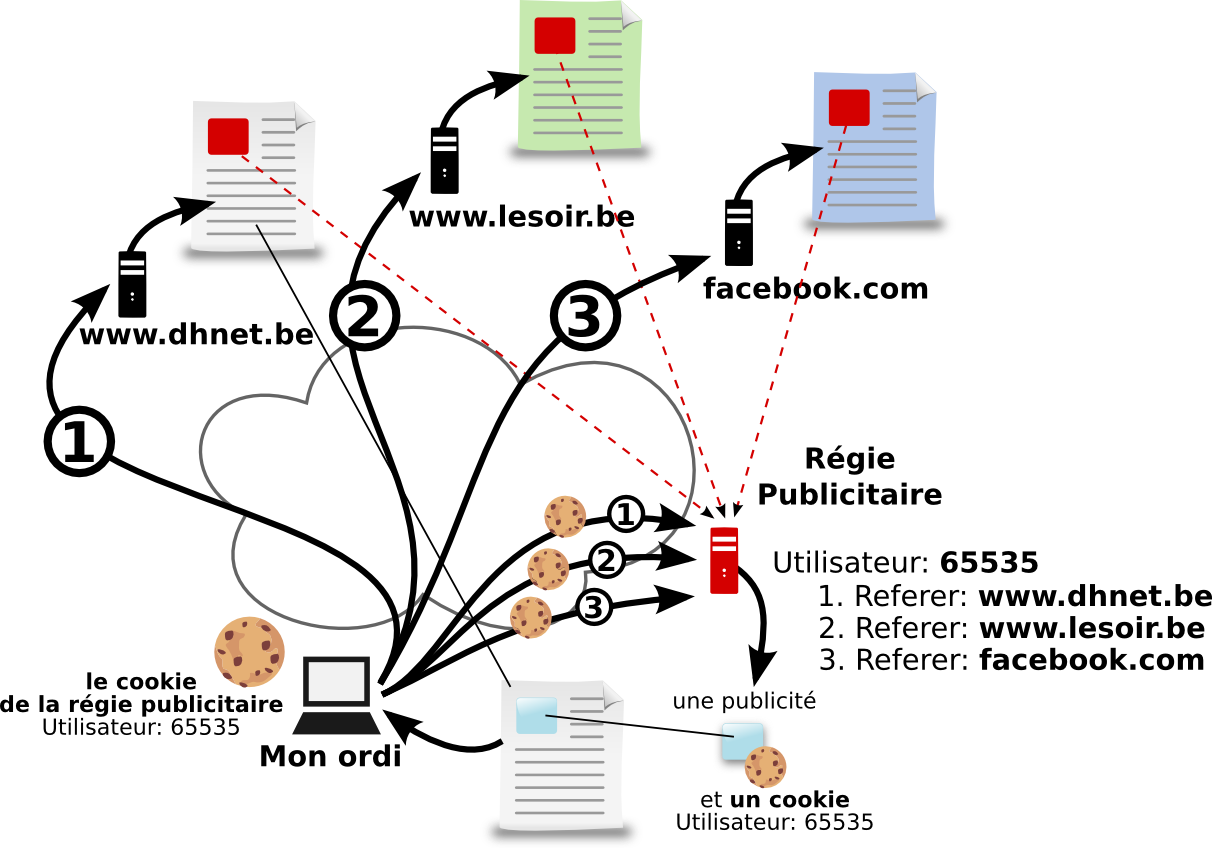 www.lesoir.be
facebook.com
www.dhnet.be
2
3
1
Régie
Publicitaire
1
2
3
Utilisateur: 65535
1. Referer: www.dhnet.be
2. Referer: www.lesoir.be
3. Referer: facebook.com
le cookie
de la régie publicitaire
Utilisateur: 65535
Mon ordi
une publicité
et un cookie
Utilisateur: 65535